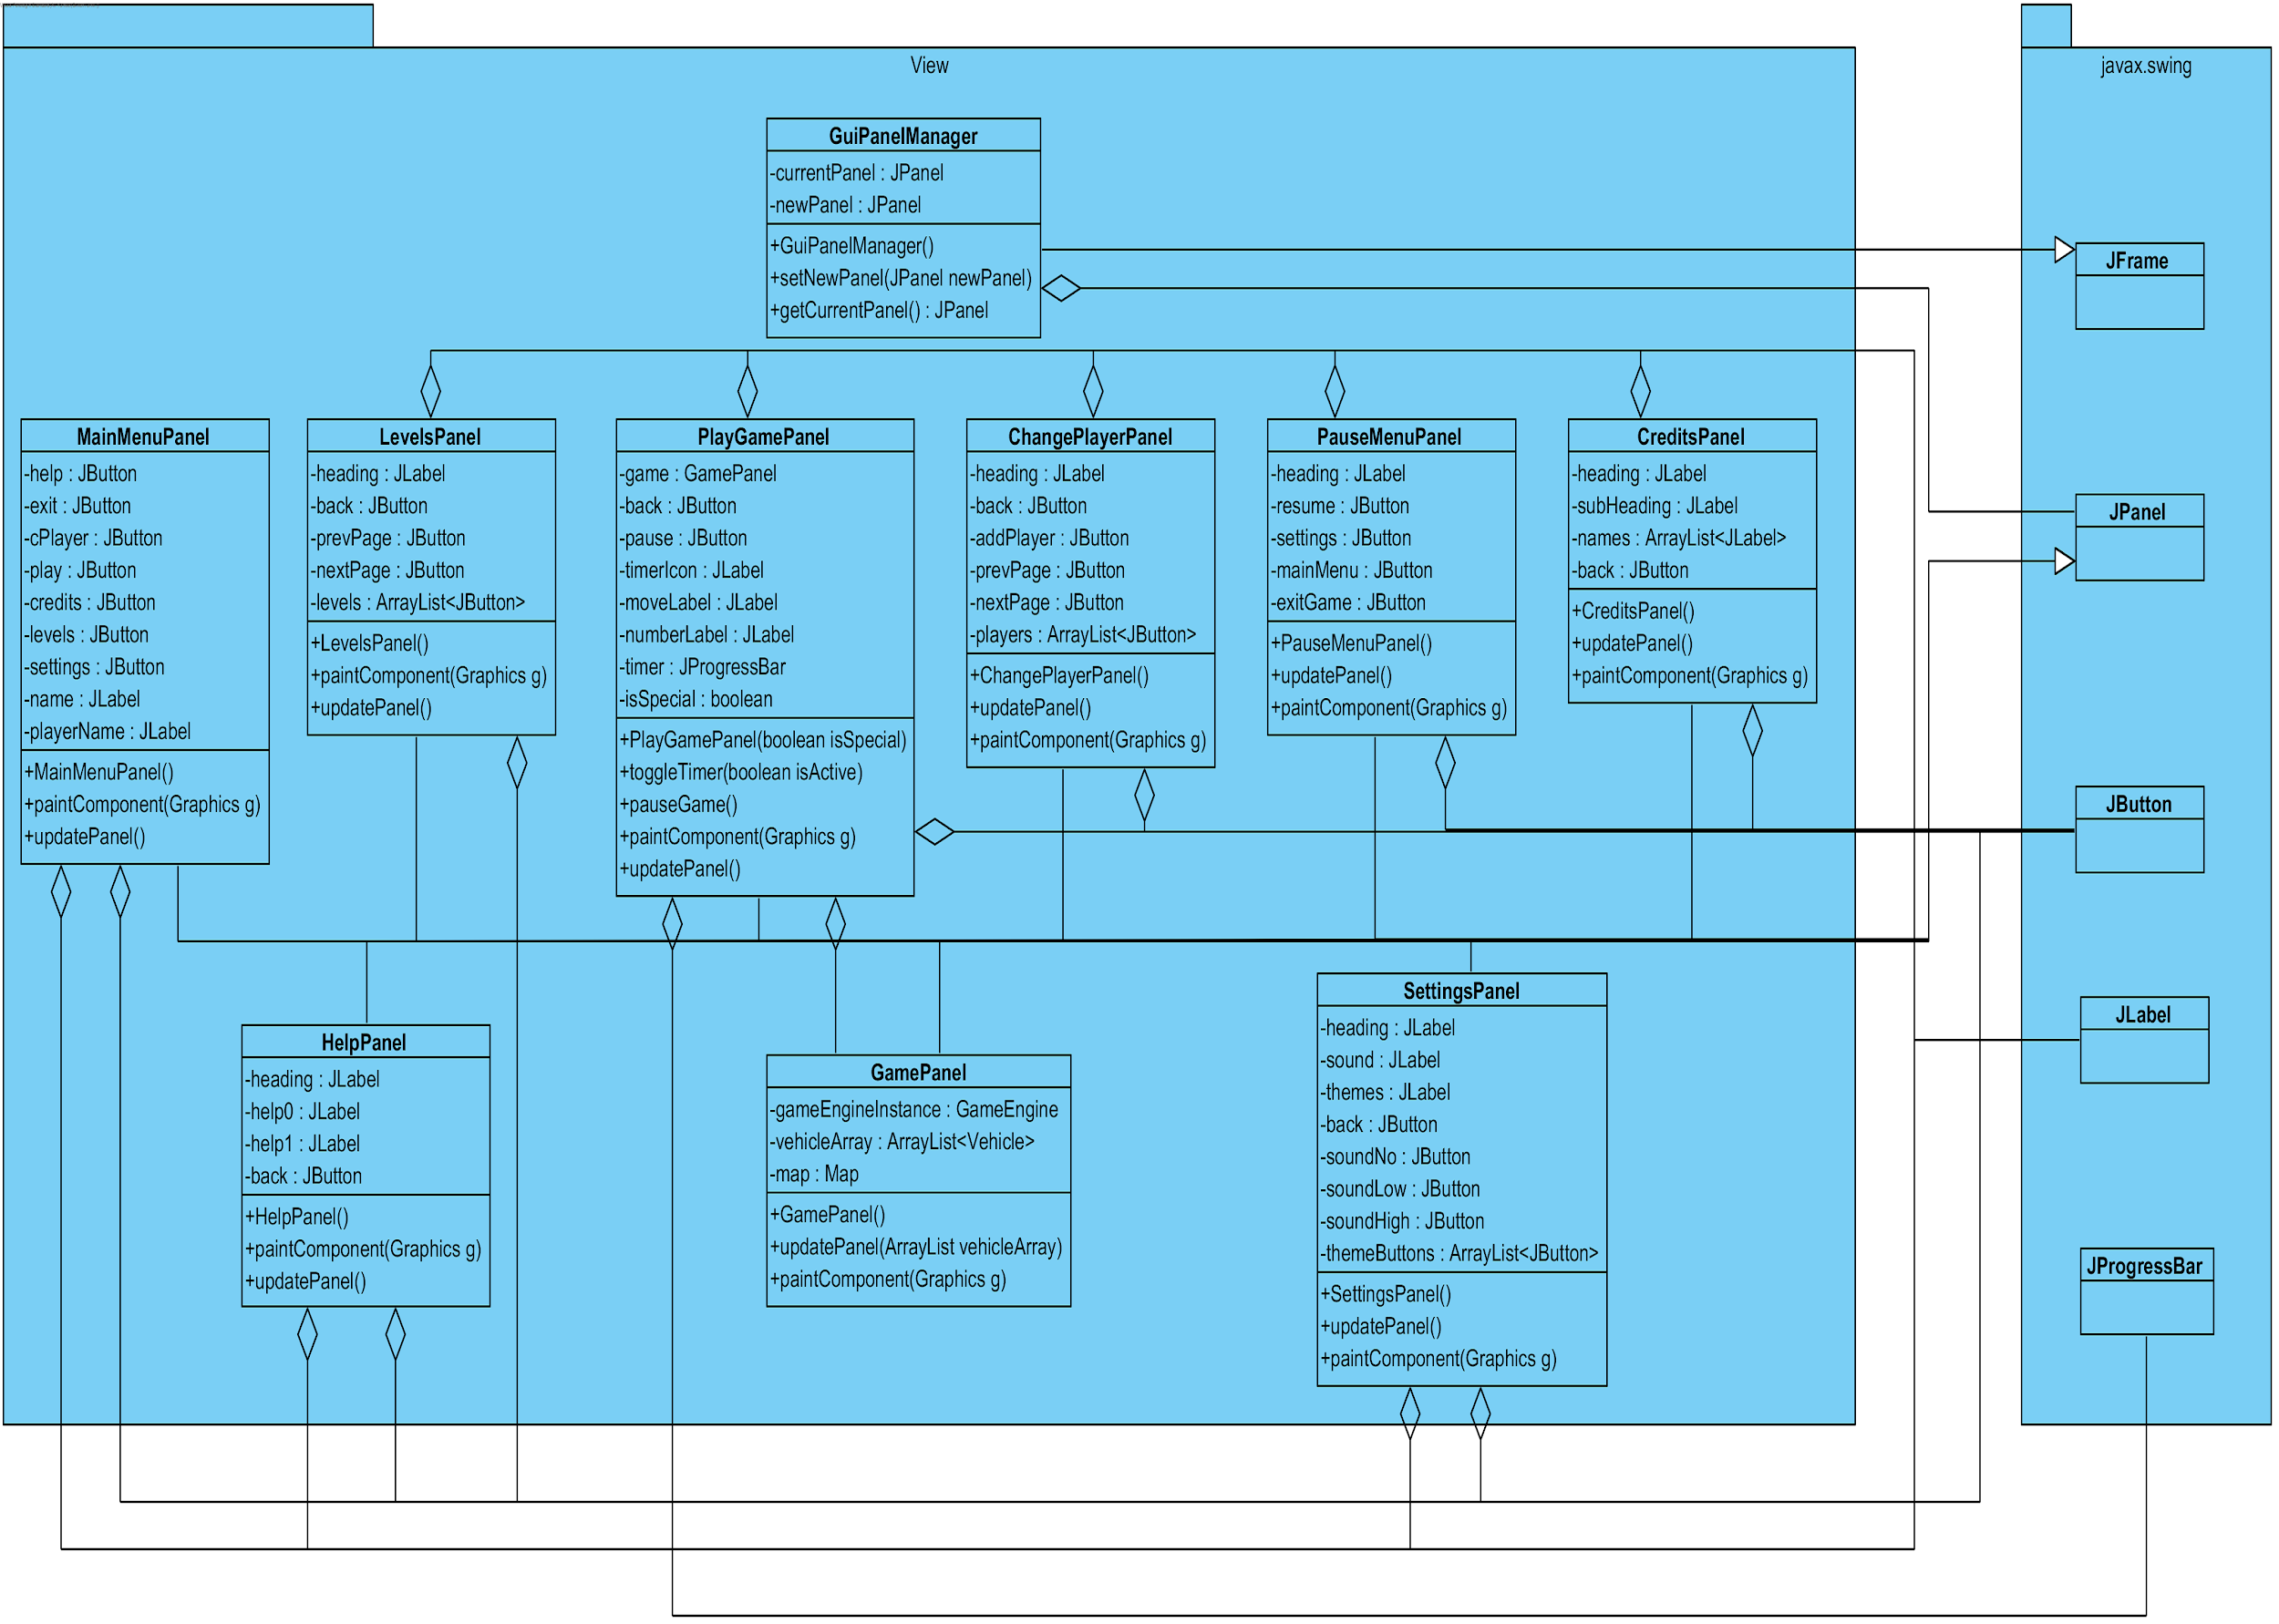 View
javax.swing
GuiPanelManager
-currentPanel : JPanel
-newPanel : JPanel
+GuiPanelManager()
+setNewPanel(JPanel newPanel)
+getCurrentPanel() : JPanel
JFrame
JPanel
JButton
JLabel
JProgressBar
MainMenuPanel
-help : JButton
-exit : JButton
-cPlayer : JButton
-play : JButton
-credits : JButton
-levels : JButton
-settings : JButton
-name : JLabel
-playerName : JLabel
+MainMenuPanel()
+paintComponent(Graphics g)
+updatePanel()
LevelsPanel
-heading : JLabel
-back : JButton
-prevPage : JButton
-nextPage : JButton
-levels : ArrayList<JButton>
+LevelsPanel()
+paintComponent(Graphics g)
+updatePanel()
PlayGamePanel
-game : GamePanel
-back : JButton
-pause : JButton
-timerIcon : JLabel
-moveLabel : JLabel
-numberLabel : JLabel
-timer : JProgressBar
-isSpecial : boolean
+PlayGamePanel(boolean isSpecial)
+toggleTimer(boolean isActive)
+pauseGame()
+paintComponent(Graphics g)
+updatePanel()
ChangePlayerPanel
-heading : JLabel
-back : JButton
-addPlayer : JButton
-prevPage : JButton
-nextPage : JButton
-players : ArrayList<JButton>
+ChangePlayerPanel()
+updatePanel()
+paintComponent(Graphics g)
PauseMenuPanel
-heading : JLabel
-resume : JButton
-settings : JButton
-mainMenu : JButton
-exitGame : JButton
+PauseMenuPanel()
+updatePanel()
+paintComponent(Graphics g)
CreditsPanel
-heading : JLabel
-subHeading : JLabel
-names : ArrayList<JLabel>
-back : JButton
+CreditsPanel()
+updatePanel()
+paintComponent(Graphics g)
HelpPanel
-heading : JLabel
-help0 : JLabel
-help1 : JLabel
-back : JButton
+HelpPanel()
+paintComponent(Graphics g)
+updatePanel()
GamePanel
-gameEngineInstance : GameEngine
-vehicleArray : ArrayList<Vehicle>
-map : Map
+GamePanel()
+updatePanel(ArrayList vehicleArray)
+paintComponent(Graphics g)
SettingsPanel
-heading : JLabel
-sound : JLabel
-themes : JLabel
-back : JButton
-soundNo : JButton
-soundLow : JButton
-soundHigh : JButton
-themeButtons : ArrayList<JButton>
+SettingsPanel()
+updatePanel()
+paintComponent(Graphics g)